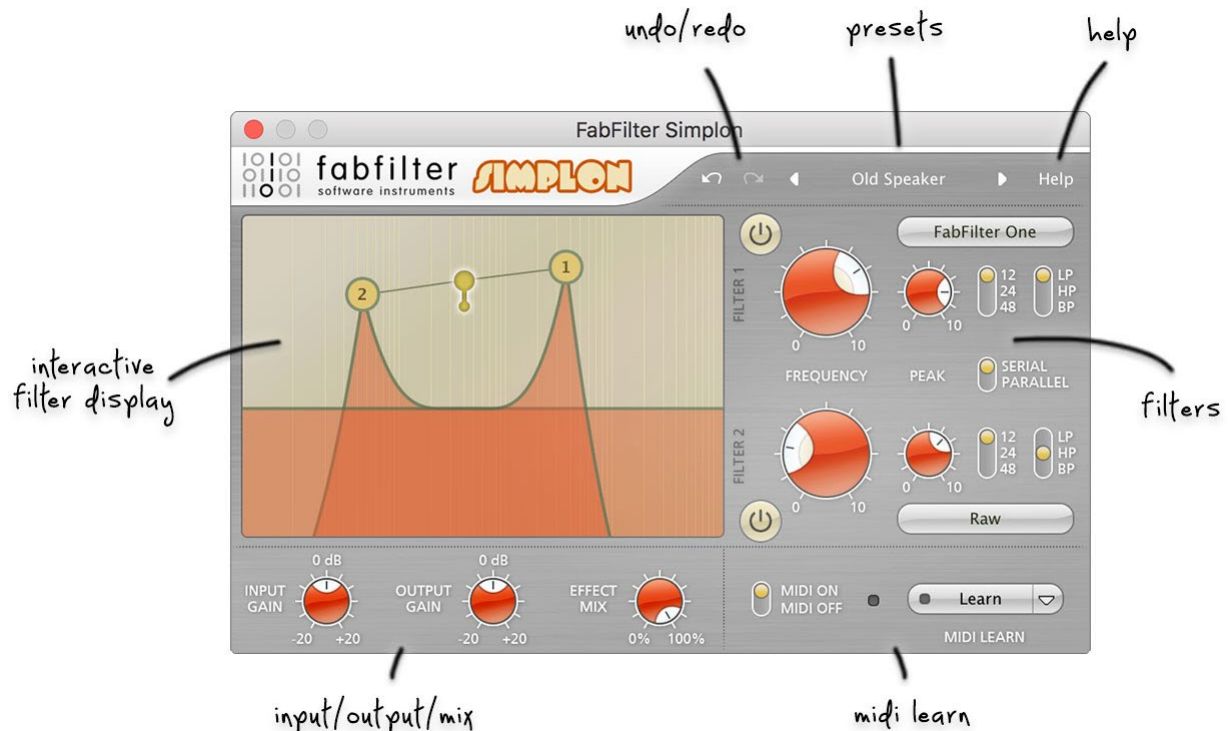 undo/redo
presets
help
FabFilter Simplon
fabfilter
software instruments
SIMPLON
Old Speaker
Help
FabFilter One
FILTER 1
12
24
48
LP
HP
BP
0 10
0 10
FREQUENCY
PEAK
SERIAL
PARALLEL
1
2
interactive
filter display
filters
FILTER 2
12
24
48
LP
HP
BP
0 10
0 10
Raw
0 dB
INPUT
GAIN
-20 +20
0 dB
OUTPUT
GAIN
-20 +20
EFFECT
MIX
0% 100%
MIDI ON
MIDI OFF
Learn
MIDI LEARN
input/output/mix
midi learn